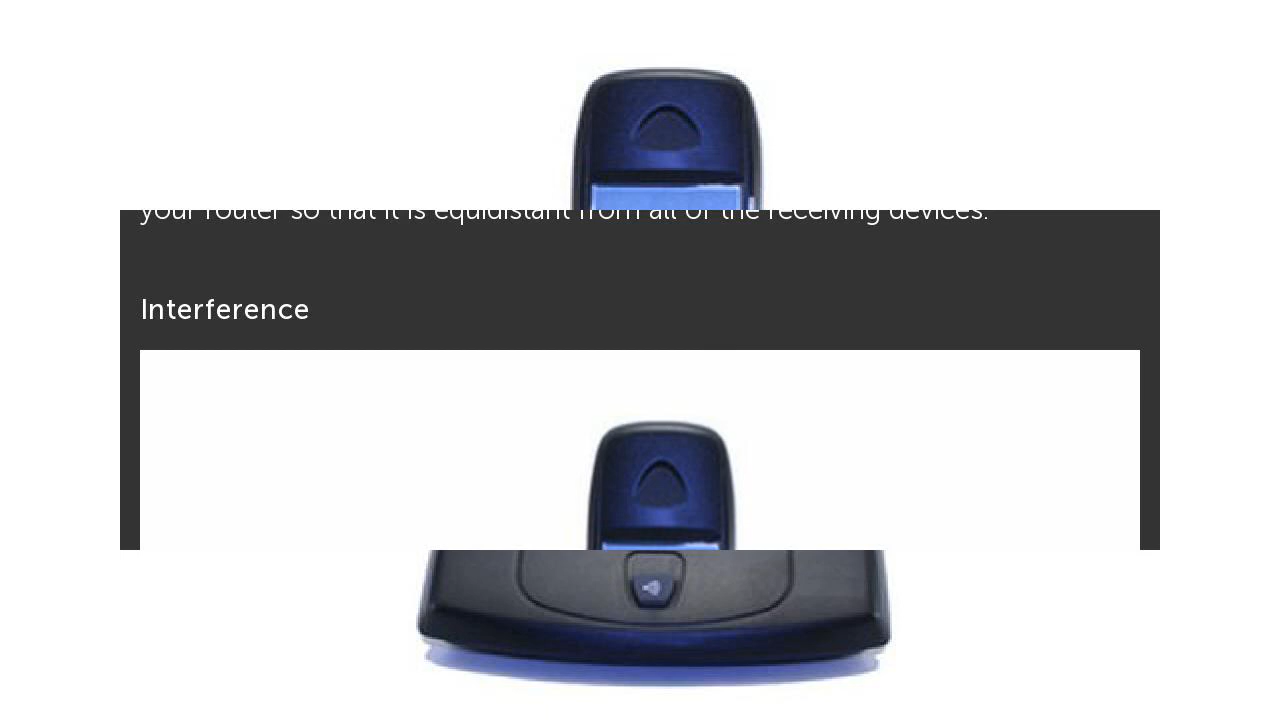 your router so that it is equidistant from all of the receiving devices.
Interference